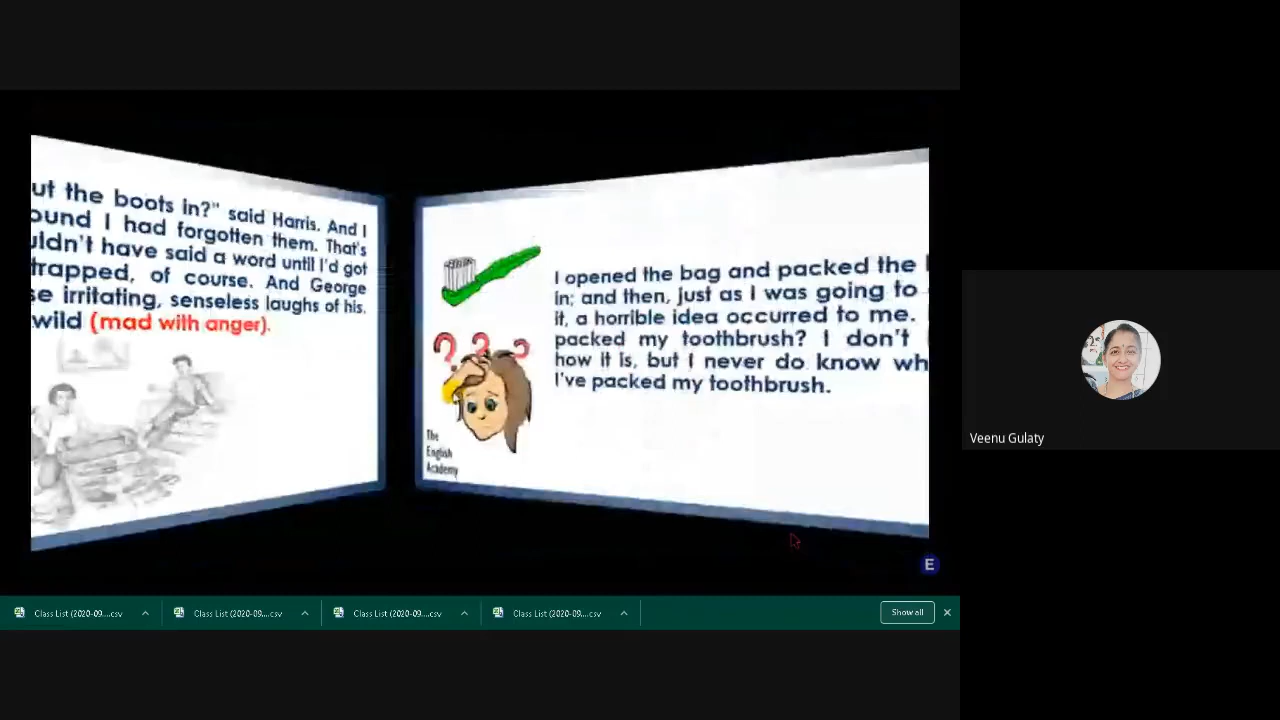 ut the boots in?" said Harris. And I
ound I had forgotten them. That's
uldn't have said a word until I'd got
trapped, of course. And George
se irritating, senseless laughs of his.
wild (mad with anger).
I opened the bag and packed the
in; and then, just as I was going to
it, a horrible idea occurred to me.
packed my toothbrush? I don't
how it is, but I never do know wh
I've packed my toothbrush.
? ? ?
The
English
Academy
E
Veenu Gulaty
Class List (2020-09....csv
Class List (2020-09....csv
Class List (2020-09....csv
Class List (2020-09....csv
Show all